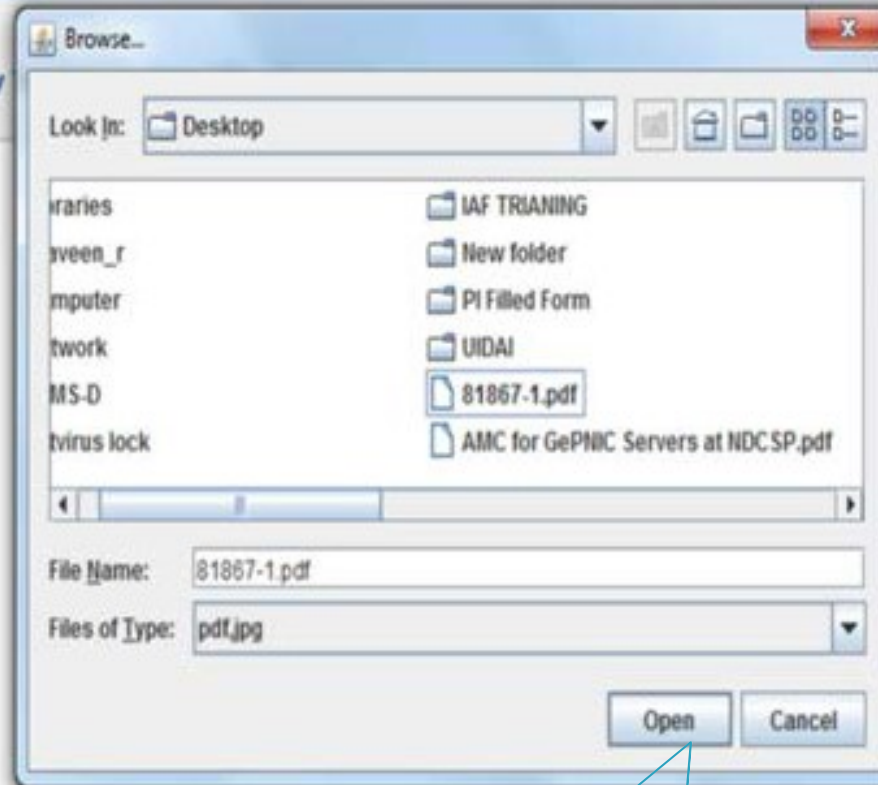 Browse...
Look In: Desktop
raries
aveen_r
mputer
twork
MS-D
tvirus lock
IAF TRIANING
New folder
PI Filled Form
UIDAI
81867-1.pdf
AMC for GePNIC Servers at NDCSP.pdf
File Name: 81867-1.pdf
Files of Type: pdf,jpg
Open Cancel